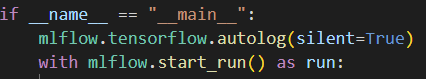 if __name__ == "__main__":
    mlflow.tensorflow.autolog(silent=True)
    with mlflow.start_run() as run: